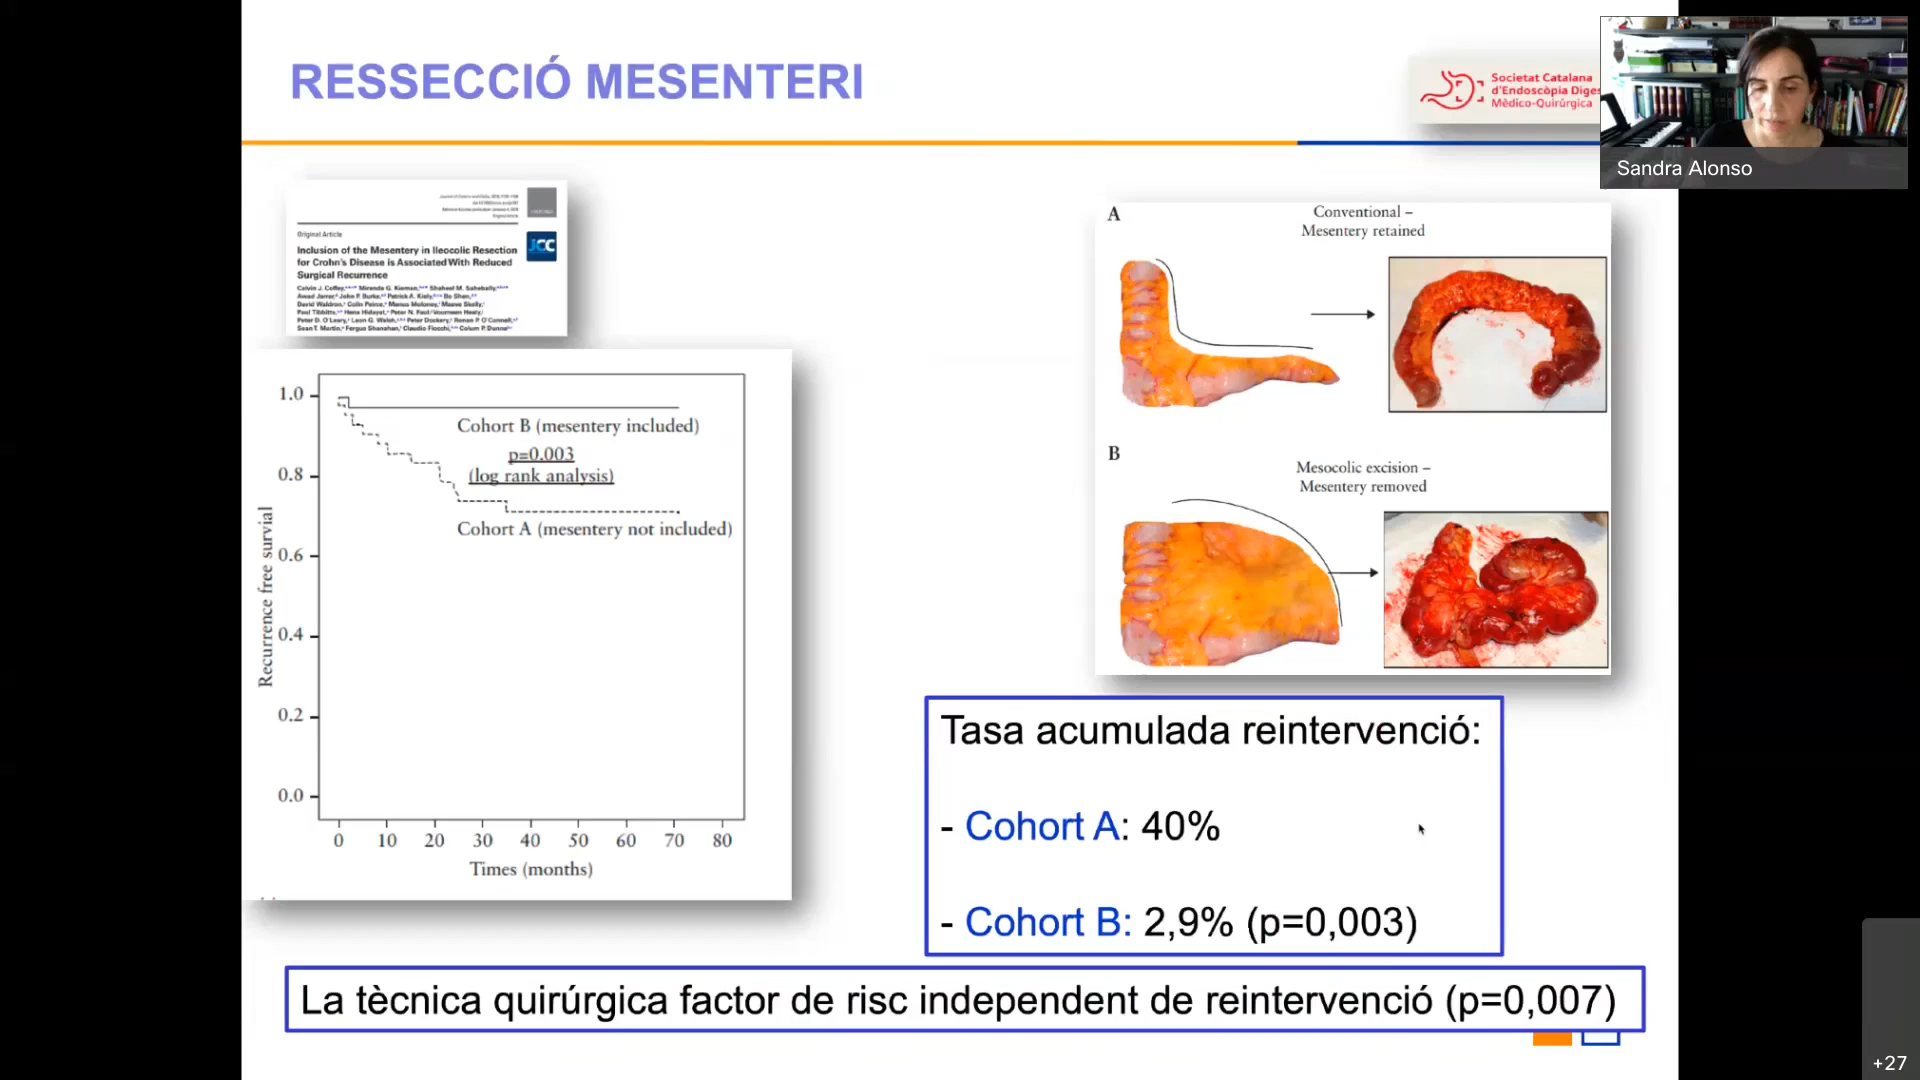 RESSECCIÓ MESENTERI
Societat Catalana
d'Endoscòpia Diges
Mèdico-Quirúrgica
Sandra Alonso
Original Article
JCC
Inclusion of the Mesentery in Ileocolic Resection
for Crohn's Disease is Associated With Reduced
Surgical Recurrence
1.0
0.8
0.6
0.4
0.2
0.0
Recurrence free survial
Cohort B (mesentery included)
p=0.003
(log rank analysis)
Cohort A (mesentery not included)
0 10 20 30 40 50 60 70 80
Times (months)
A
Conventional –
Mesentery retained
B
Mesocolic excision –
Mesentery removed
Tasa acumulada reintervenció:
- Cohort A: 40%
- Cohort B: 2,9% (p=0,003)
La tècnica quirúrgica factor de risc independent de reintervenció (p=0,007)
+27